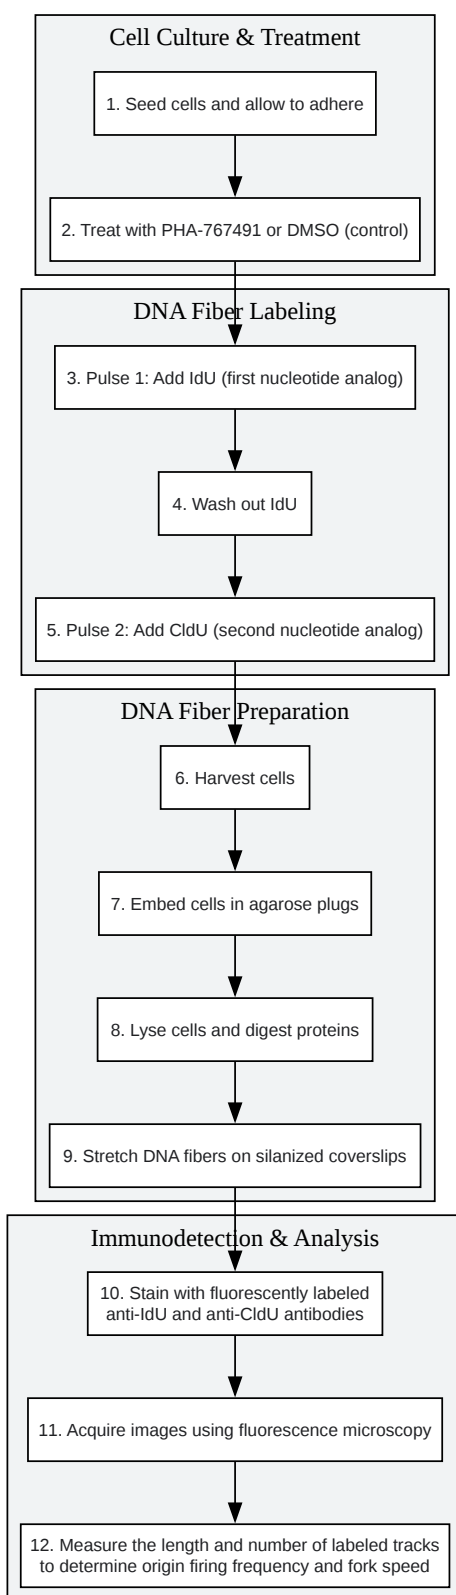 Cell Culture & Treatment
1. Seed cells and allow to adhere
2. Treat with PHA-767491 or DMSO (control)
DNA Fiber Labeling
3. Pulse 1: Add IdU (first nucleotide analog)
4. Wash out IdU
5. Pulse 2: Add CldU (second nucleotide analog)
DNA Fiber Preparation
6. Harvest cells
7. Embed cells in agarose plugs
8. Lyse cells and digest proteins
9. Stretch DNA fibers on silanized coverslips
Immunodetection & Analysis
10. Stain with fluorescently labeled
anti-IdU and anti-CldU antibodies
11. Acquire images using fluorescence microscopy
12. Measure the length and number of labeled tracks
to determine origin firing frequency and fork speed